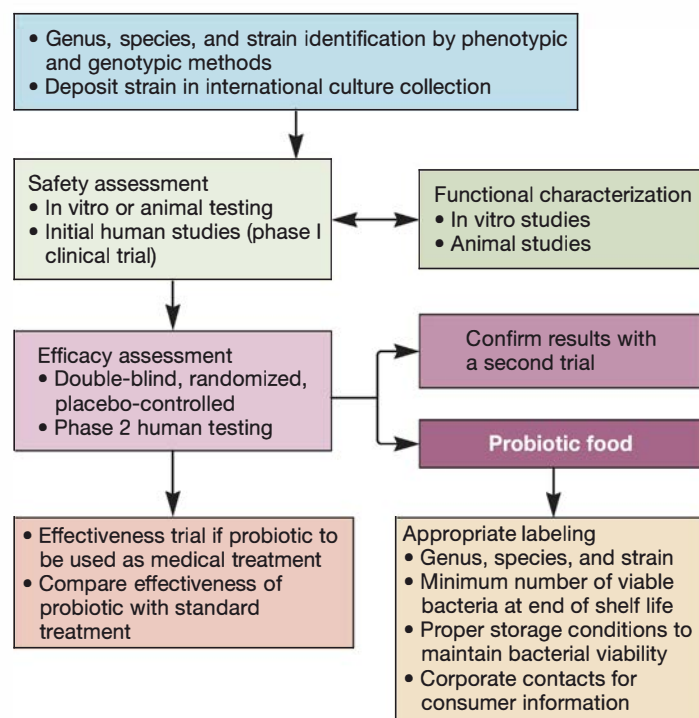 • Genus, species, and strain identification by phenotypic
and genotypic methods
• Deposit strain in international culture collection
Safety assessment
• In vitro or animal testing
• Initial human studies (phase I
clinical trial)
Functional characterization
• In vitro studies
• Animal studies
Efficacy assessment
• Double-blind, randomized,
placebo-controlled
• Phase 2 human testing
Confirm results with
a second trial
Probiotic food
• Effectiveness trial if probiotic to
be used as medical treatment
• Compare effectiveness of
probiotic with standard
treatment
Appropriate labeling
• Genus, species, and strain
• Minimum number of viable
bacteria at end of shelf life
• Proper storage conditions to
maintain bacterial viability
• Corporate contacts for
consumer information